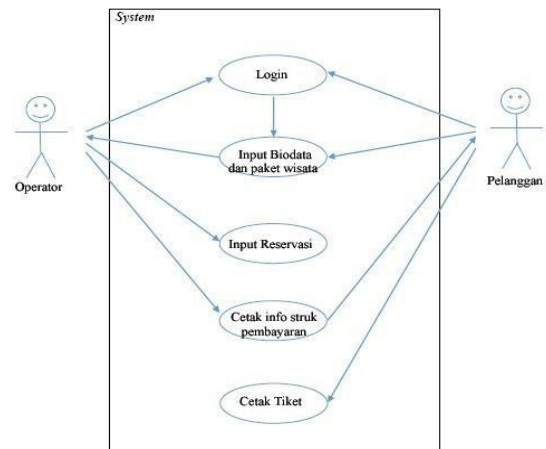 System
Login
Input Biodata
dan paket wisata
Operator
Pelanggan
Input Reservasi
Cetak info struk
pembayaran
Cetak Tiket